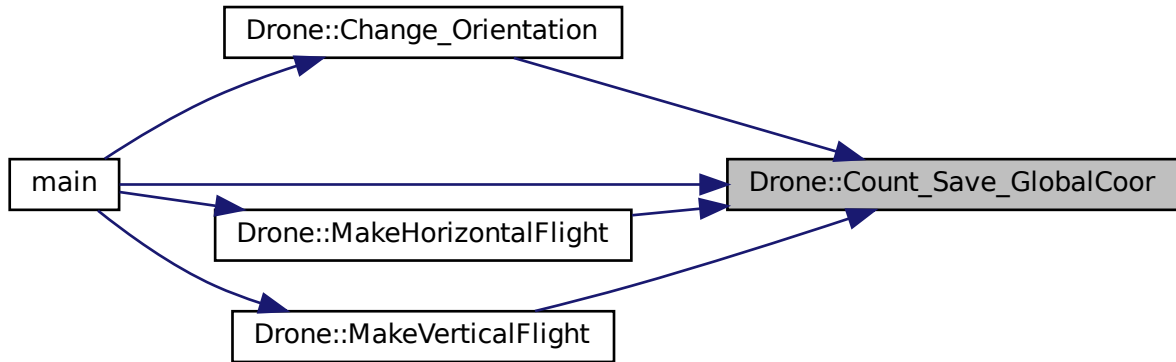 Drone::Change_Orientation
main
Drone::Count_Save_GlobalCoor
Drone::MakeHorizontalFlight
Drone::MakeVerticalFlight